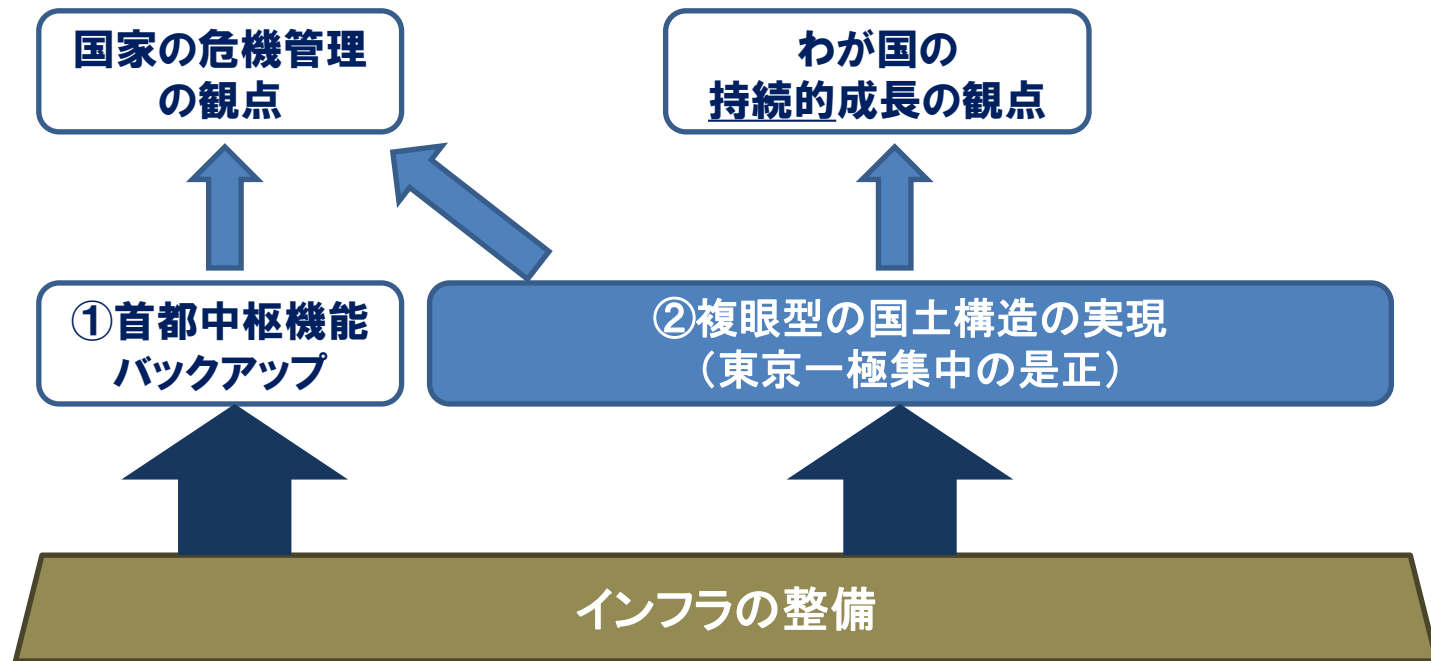 国家の危機管理
の観点
わが国の
持続的成長の観点
①首都中枢機能
バックアップ
②複眼型の国土構造の実現
（東京一極集中の是正）
インフラの整備